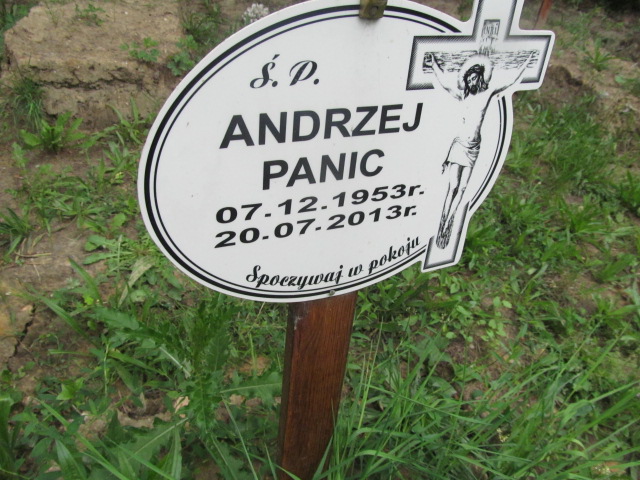 Ś. P.
ANDRZEJ
PANIC
07.12.1953r.
20.07.2013r.
Spoczywaj w pokoju